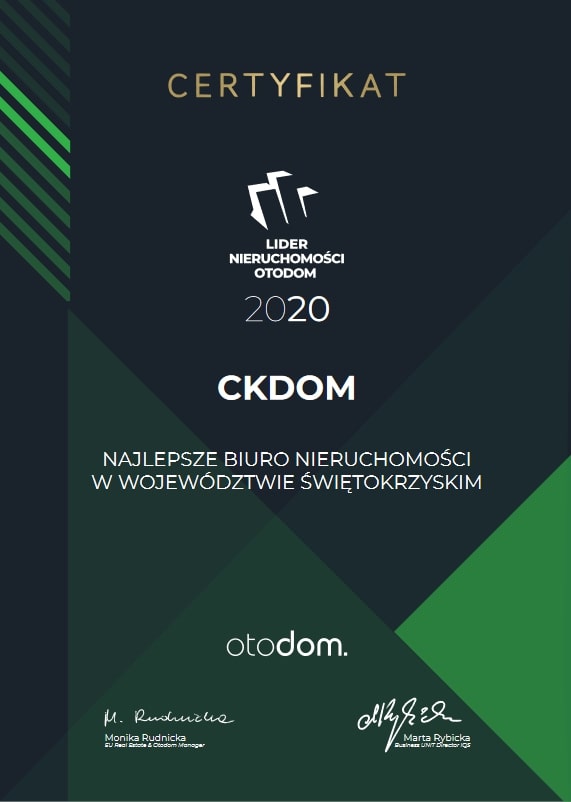 CERTYFIKAT
LIDER
NIERUCHOMOŚCI
OTODOM
2020
CKDOM
NAJLEPSZE BIURO NIERUCHOMOŚCI
W WOJEWÓDZTWIE ŚWIĘTOKRZYSKIM
otodom.
M. Rudnicka
Monika Rudnicka
EU Real Estate & Otodom Manager
Marta Rybicka
Business UNIT Director IQS